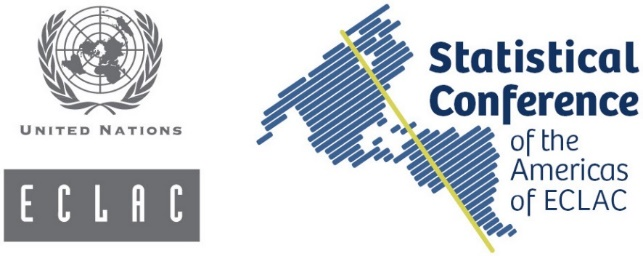 UNITED NATIONS
ECLAC
Statistical
Conference
of the
Americas
of ECLAC